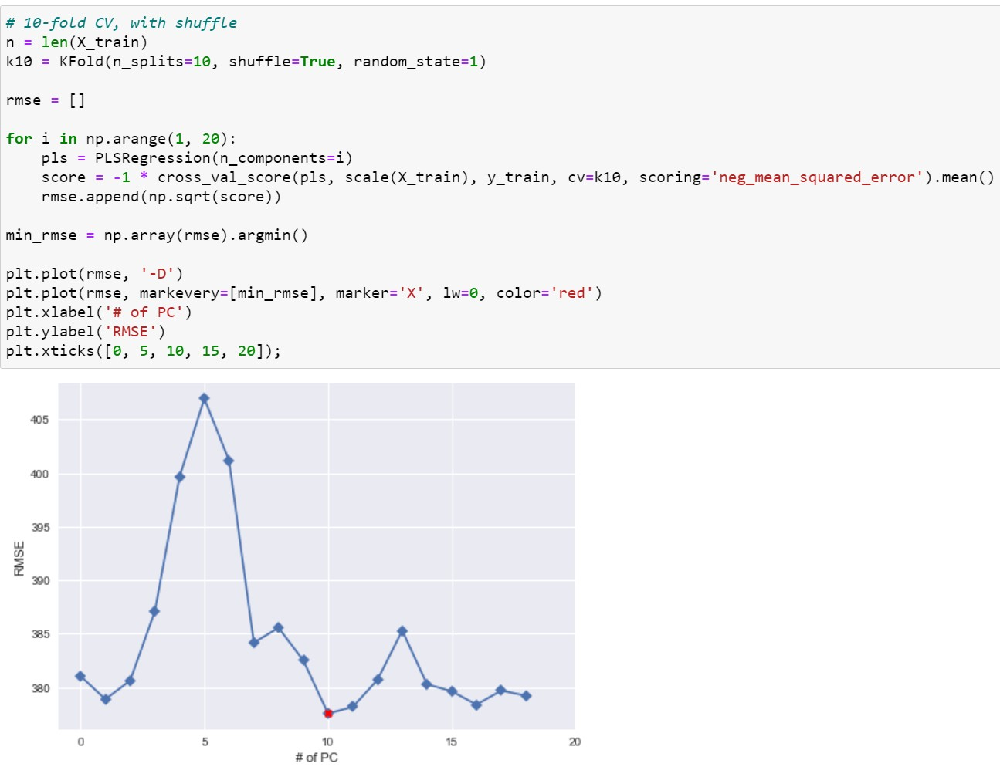 # 10-fold CV, with shuffle
n = len(X_train)
k10 = KFold(n_splits=10, shuffle=True, random_state=1)
rmse = []
for i in np.arange(1, 20):
    pls = PLSRegression(n_components=i)
    score = -1 * cross_val_score(pls, scale(X_train), y_train, cv=k10, scoring='neg_mean_squared_error').mean()
    rmse.append(np.sqrt(score))
min_rmse = np.array(rmse).argmin()
plt.plot(rmse, '-D')
plt.plot(rmse, markevery=[min_rmse], marker='X', lw=0, color='red')
plt.xlabel('# of PC')
plt.ylabel('RMSE')
plt.xticks([0, 5, 10, 15, 20]);
405
400
395
390
385
380
RMSE
0 5 10 15 20
# of PC